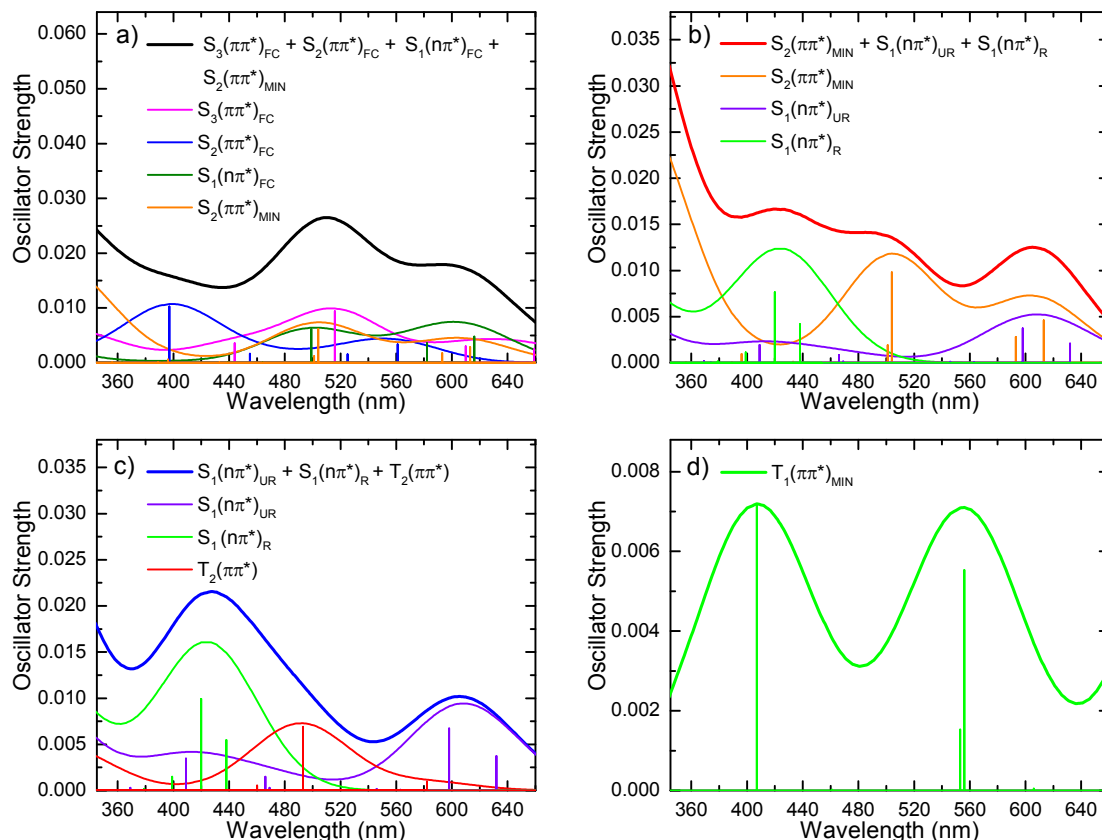 a)
S3(ππ*)FC + S2(ππ*)FC + S1(nπ*)FC +
S2(ππ*)MIN
S3(ππ*)FC
S2(ππ*)FC
S1(nπ*)FC
S2(ππ*)MIN
0.060
0.050
0.040
0.030
0.020
0.010
0.000
Oscillator Strength
360 400 440 480 520 560 600 640
Wavelength (nm)
b)
S2(ππ*)MIN + S1(nπ*)UR + S1(nπ*)R
S2(ππ*)MIN
S1(nπ*)UR
S1(nπ*)R
0.035
0.030
0.025
0.020
0.015
0.010
0.005
0.000
Oscillator Strength
360 400 440 480 520 560 600 640
Wavelength (nm)
c)
S1(nπ*)UR + S1(nπ*)R + T2(ππ*)
S1(nπ*)UR
S1(nπ*)R
T2(ππ*)
0.035
0.030
0.025
0.020
0.015
0.010
0.005
0.000
Oscillator Strength
360 400 440 480 520 560 600 640
Wavelength (nm)
d)
T1(ππ*)MIN
0.008
0.006
0.004
0.002
0.000
Oscillator Strength
360 400 440 480 520 560 600 640
Wavelength (nm)